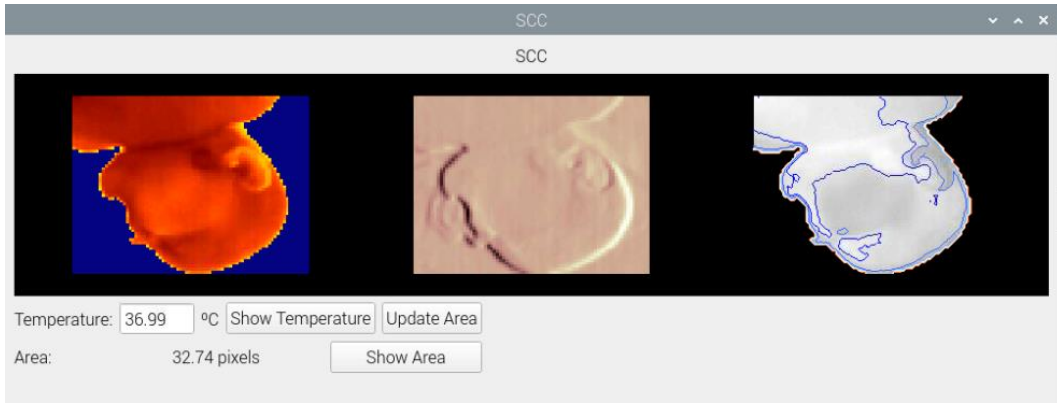 SCC
SCC
Temperature: 36.99 ºC Show Temperature Update Area
Area: 32.74 pixels Show Area